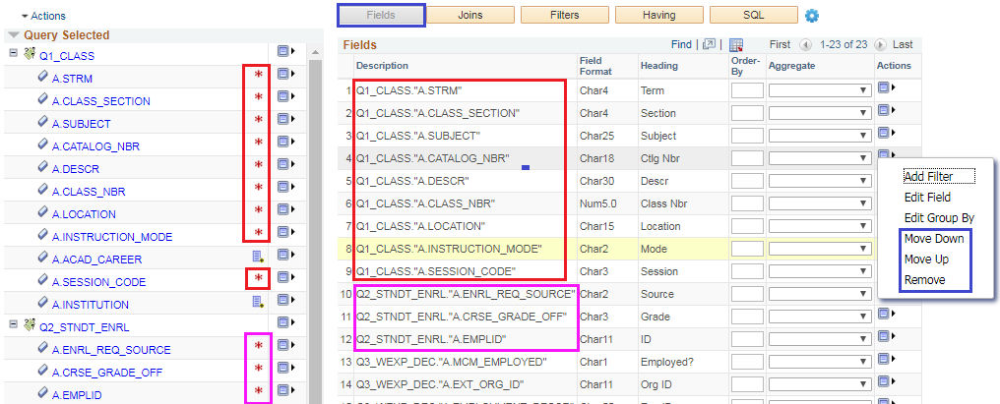 Actions
Query Selected
Q1_CLASS
A.STRM *
A.CLASS_SECTION *
A.SUBJECT *
A.CATALOG_NBR *
A.DESCR *
A.CLASS_NBR *
A.LOCATION *
A.INSTRUCTION_MODE *
A.ACAD_CAREER
A.SESSION_CODE *
A.INSTITUTION
Q2_STNDT_ENRL
A.ENRL_REQ_SOURCE *
A.CRSE_GRADE_OFF *
A.EMPLID *
Fields Joins Filters Having SQL
Fields Find | | First 1-23 of 23 Last
Description Field Format Heading Order-By Aggregate Actions
1 Q1_CLASS."A.STRM" Char4 Term
2 Q1_CLASS."A.CLASS_SECTION" Char4 Section
3 Q1_CLASS."A.SUBJECT" Char25 Subject
4 Q1_CLASS."A.CATALOG_NBR" Char18 Ctlg Nbr
5 Q1_CLASS."A.DESCR" Char30 Descr
6 Q1_CLASS."A.CLASS_NBR" Num5.0 Class Nbr
7 Q1_CLASS."A.LOCATION" Char15 Location
8 Q1_CLASS."A.INSTRUCTION_MODE" Char2 Mode
9 Q1_CLASS."A.SESSION_CODE" Char3 Session
10 Q2_STNDT_ENRL."A.ENRL_REQ_SOURCE" Char2 Source
11 Q2_STNDT_ENRL."A.CRSE_GRADE_OFF" Char3 Grade
12 Q2_STNDT_ENRL."A.EMPLID" Char11 ID
13 Q3_WEXP_DEC."A.MCM_EMPLOYED" Char1 Employed?
14 Q3_WEXP_DEC."A.EXT_ORG_ID" Char11 Org ID
Add Filter
Edit Field
Edit Group By
Move Down
Move Up
Remove